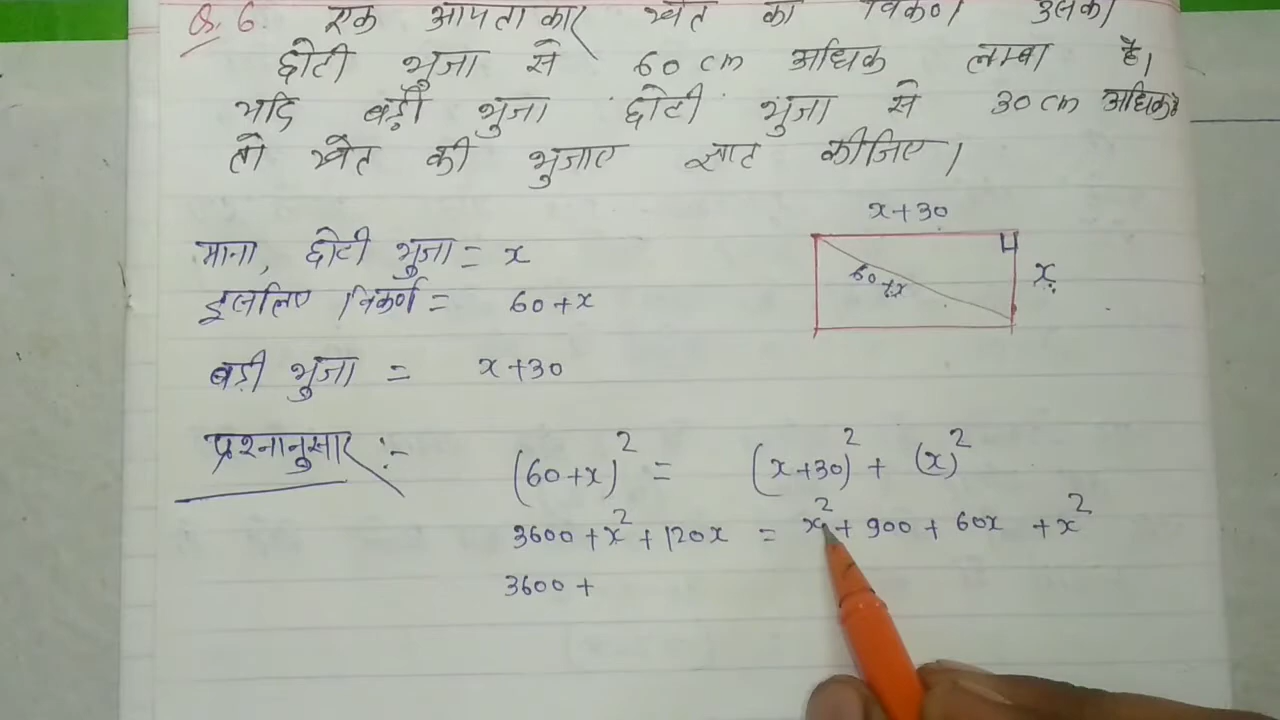 Q. 6. एक आयताकार खेत का विकर्ण उसकी
छोटी भुजा से 60 cm अधिक लम्बा है।
यदि बड़ी भुजा छोटी भुजा से 30 cm अधिक है
तो खेत की भुजाए ज्ञात कीजिए।
x+30
माना, छोटी भुजा = x
60+x
x
इसलिए विकर्ण = 60+x
बड़ी भुजा = x+30
प्रश्नानुसार :-
(60+x)² = (x+30)² + (x)²
3600 + x² + 120x = x² + 900 + 60x + x²
3600 +